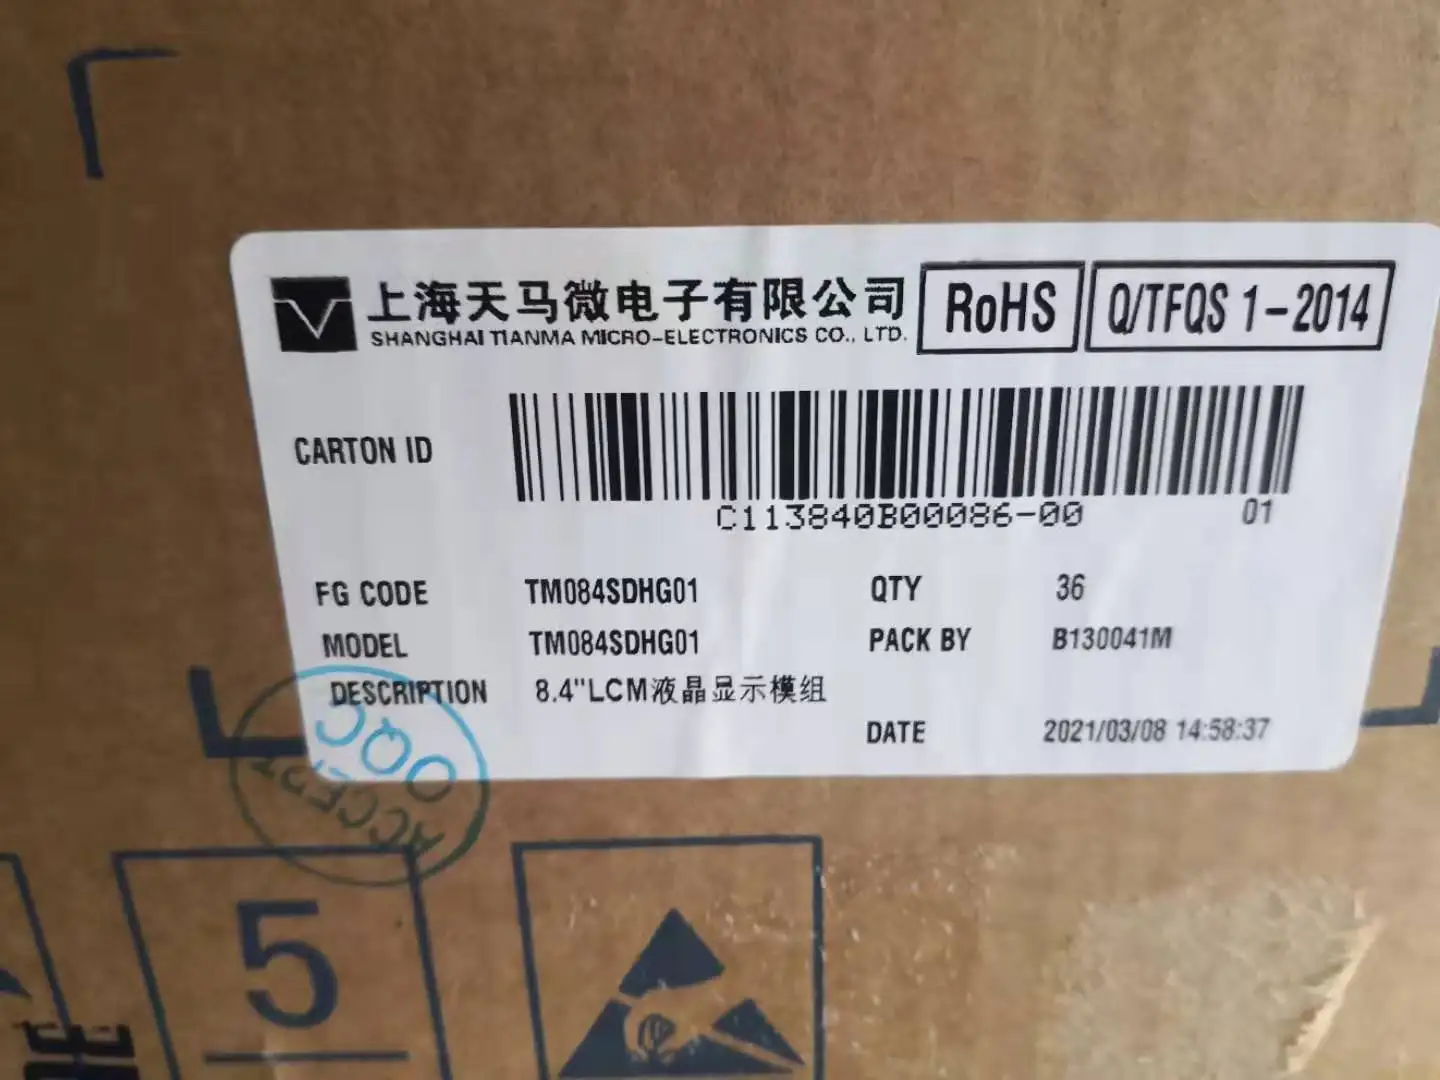 上海天马微电子有限公司
SHANGHAI TIANMA MICRO-ELECTRONICS CO., LTD.
RoHS
Q/TFQS 1-2014
CARTON ID
C113840B00086-00 01
FG CODE TM084SDHG01 QTY 36
MODEL TM084SDHG01 PACK BY B130041M
DESCRIPTION 8.4"LCM液晶显示模组
DATE 2021/03/08 14:58:37
OQC
ACCEPT
5